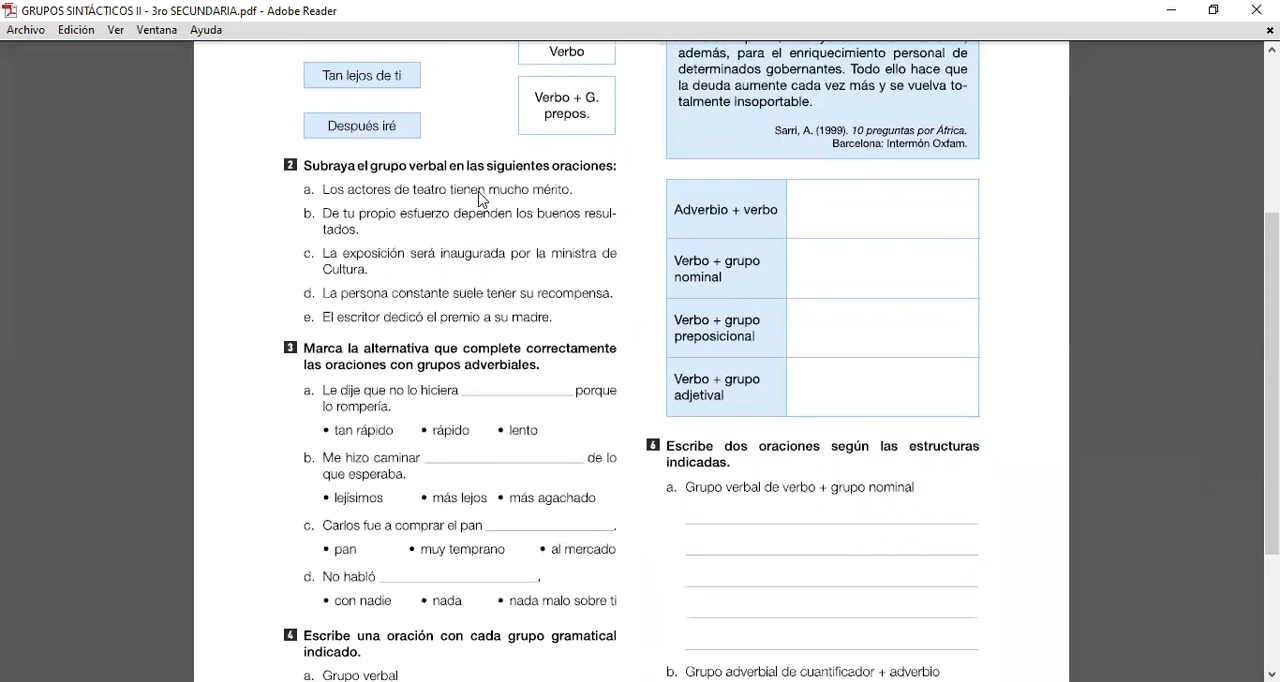 GRUPOS SINTÁCTICOS II - 3ro SECUNDARIA.pdf - Adobe Reader
Archivo Edición Ver Ventana Ayuda
Tan lejos de ti
Después iré
Verbo
Verbo + G.
prepos.
2 Subraya el grupo verbal en las siguientes oraciones:
a. Los actores de teatro tienen mucho mérito.
b. De tu propio esfuerzo dependen los buenos resul-
tados.
c. La exposición será inaugurada por la ministra de
Cultura.
d. La persona constante suele tener su recompensa.
e. El escritor dedicó el premio a su madre.
3 Marca la alternativa que complete correctamente
las oraciones con grupos adverbiales.
a. Le dije que no lo hiciera ______________ porque
lo rompería.
• tan rápido • rápido • lento
b. Me hizo caminar ____________________ de lo
que esperaba.
• lejísimos • más lejos • más agachado
c. Carlos fue a comprar el pan ________________.
• pan • muy temprano • al mercado
d. No habló ____________________.
• con nadie • nada • nada malo sobre ti
4 Escribe una oración con cada grupo gramatical
indicado.
a. Grupo verbal
además, para el enriquecimiento personal de
determinados gobernantes. Todo ello hace que
la deuda aumente cada vez más y se vuelva to-
talmente insoportable.
Sarri, A. (1999). 10 preguntas por África.
Barcelona: Intermón Oxfam.
Adverbio + verbo
Verbo + grupo
nominal
Verbo + grupo
preposicional
Verbo + grupo
adjetival
6 Escribe dos oraciones según las estructuras
indicadas.
a. Grupo verbal de verbo + grupo nominal
b. Grupo adverbial de cuantificador + adverbio